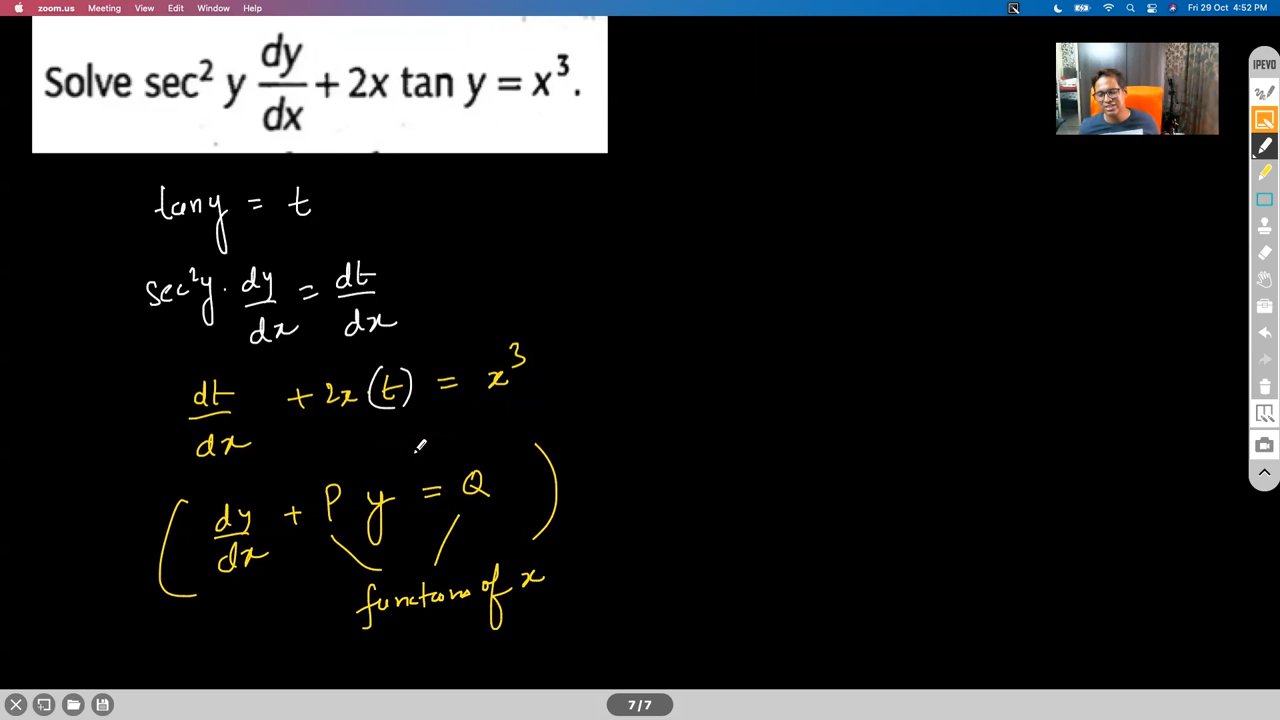 zoom.us Meeting View Edit Window Help Fri 29 Oct 4:52 PM
IPEVO
Solve sec² y dy/dx + 2x tan y = x³.
tan y = t
sec²y · dy/dx = dt/dx
dt/dx + 2x (t) = x³
( dy/dx + P y = Q )
functions of x
7/7